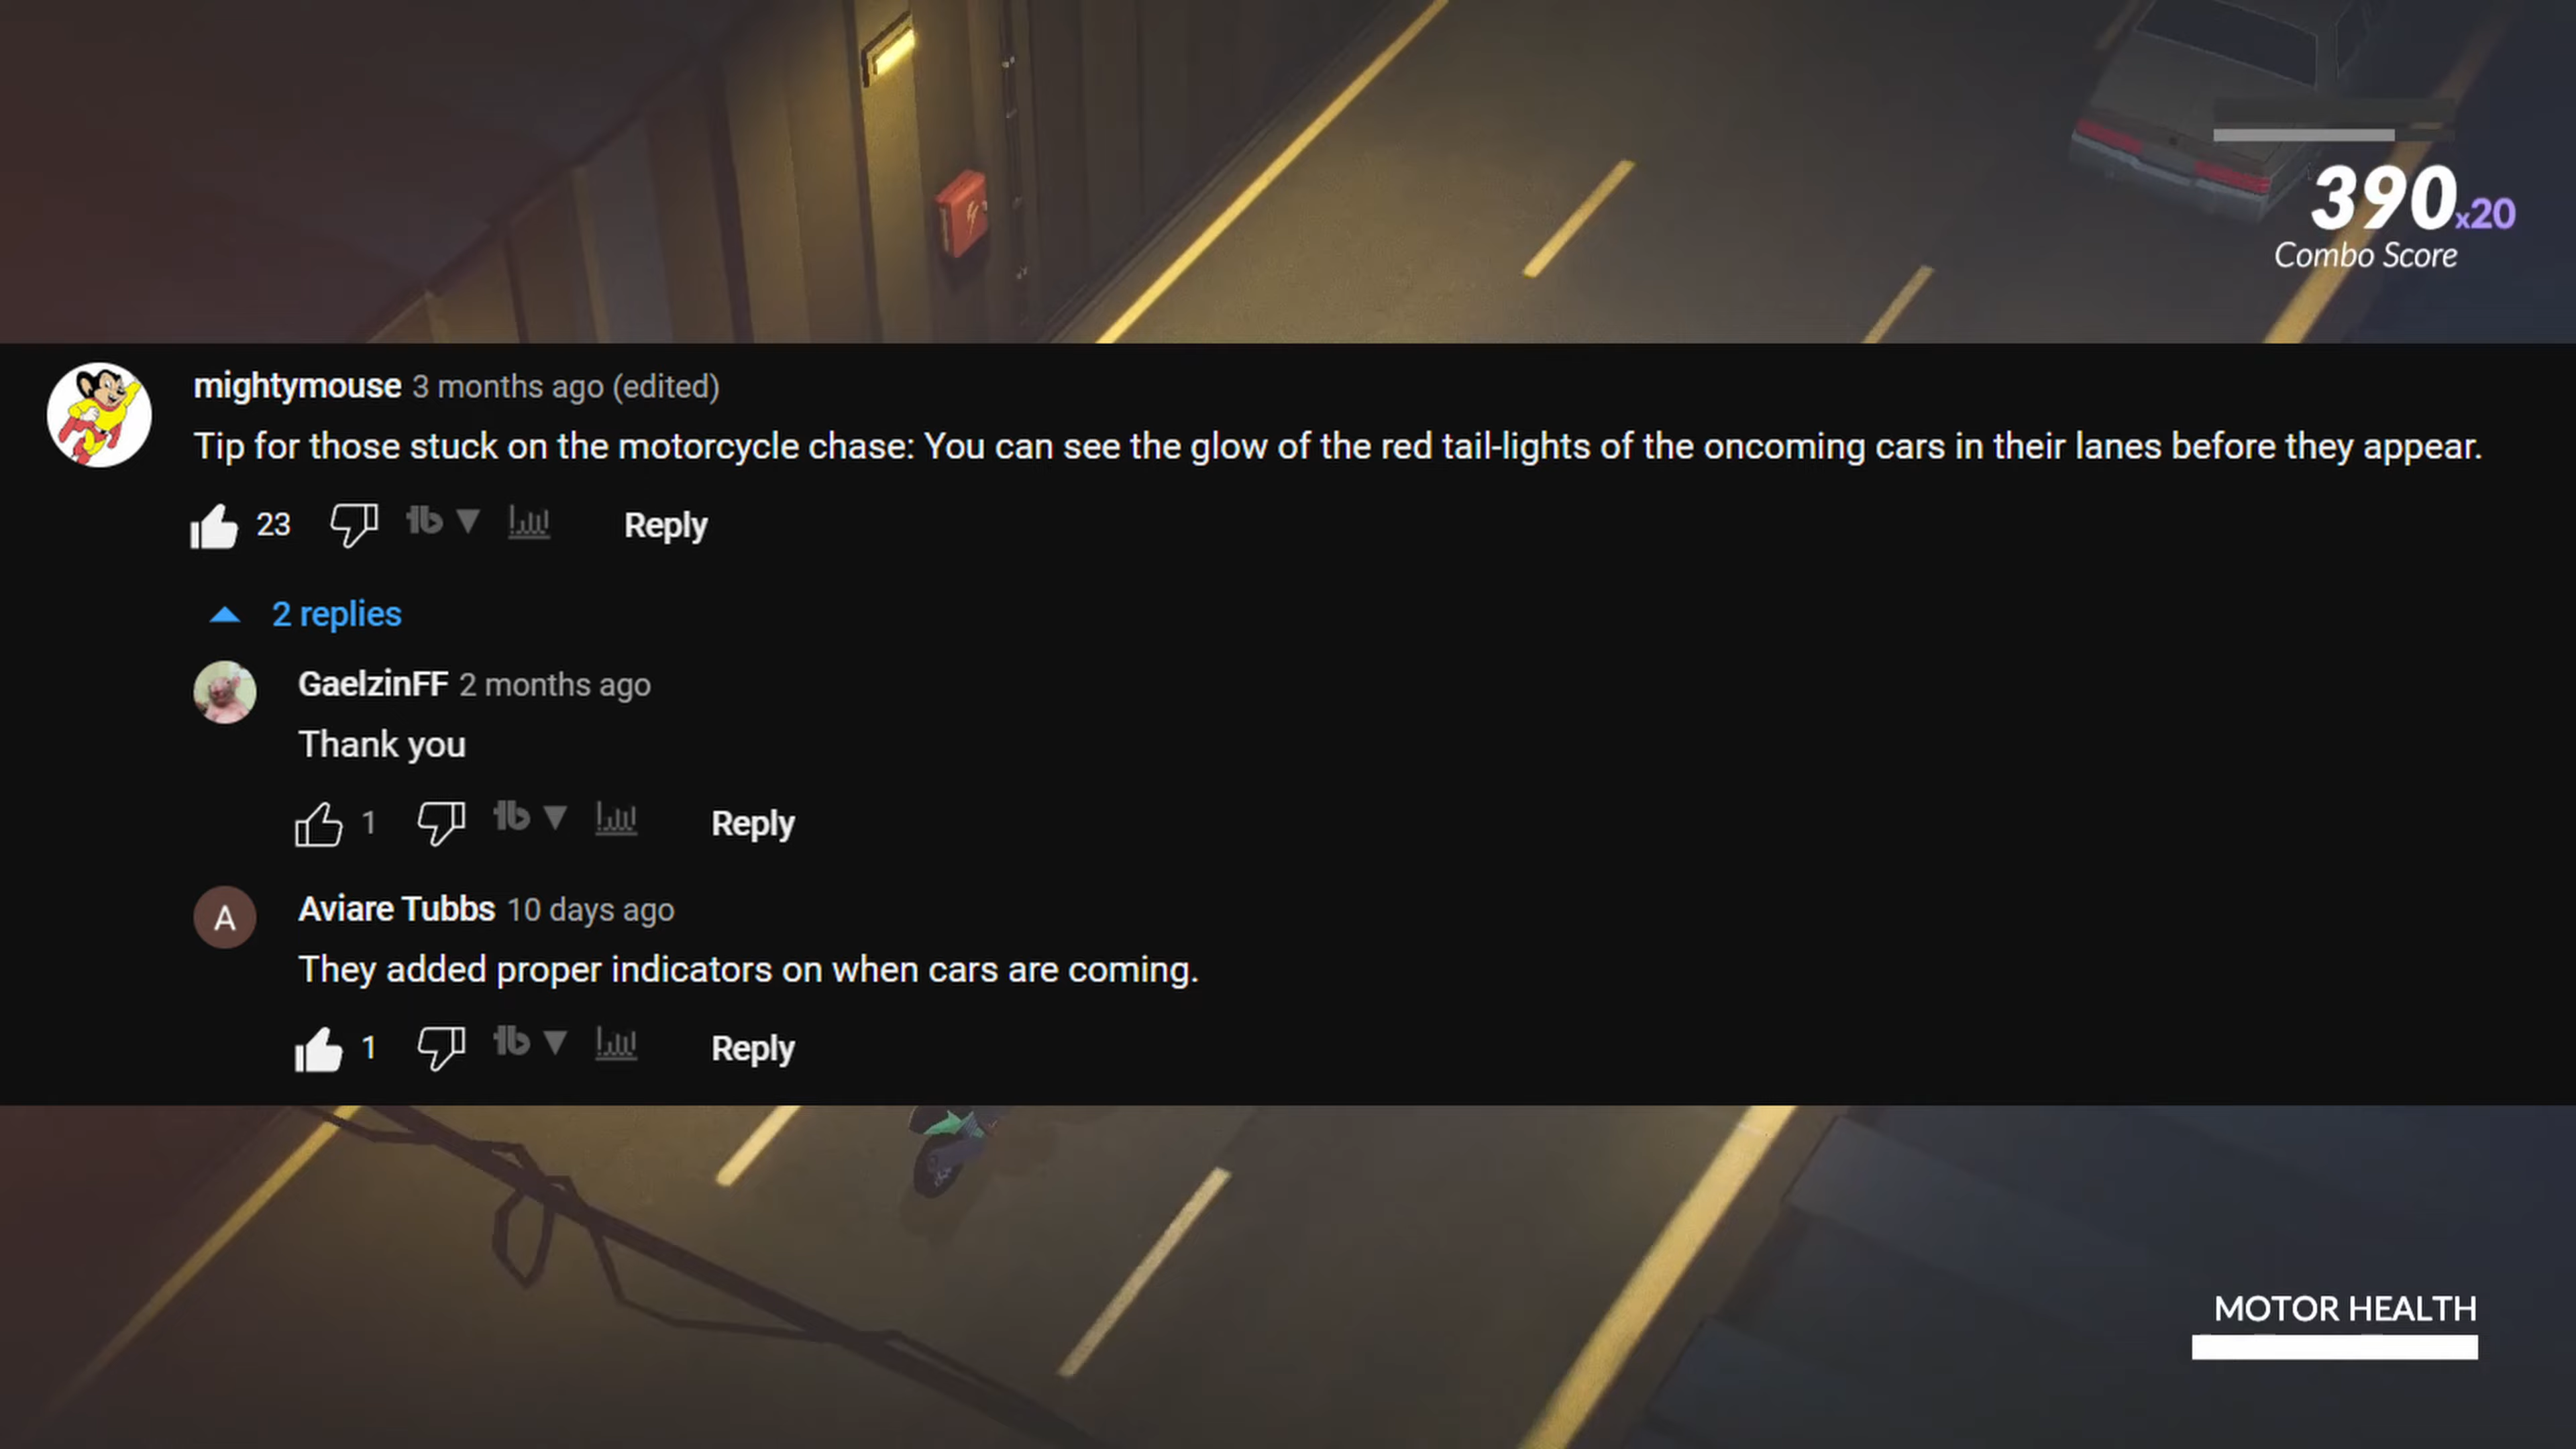 390x20
Combo Score
mightymouse 3 months ago (edited)
Tip for those stuck on the motorcycle chase: You can see the glow of the red tail-lights of the oncoming cars in their lanes before they appear.
23 tb Reply
2 replies
GaelzinFF 2 months ago
Thank you
1 tb Reply
A Aviare Tubbs 10 days ago
They added proper indicators on when cars are coming.
1 tb Reply
MOTOR HEALTH